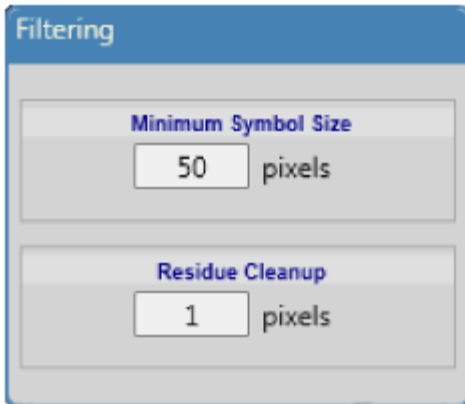 Filtering
Minimum Symbol Size
50 pixels
Residue Cleanup
1 pixels